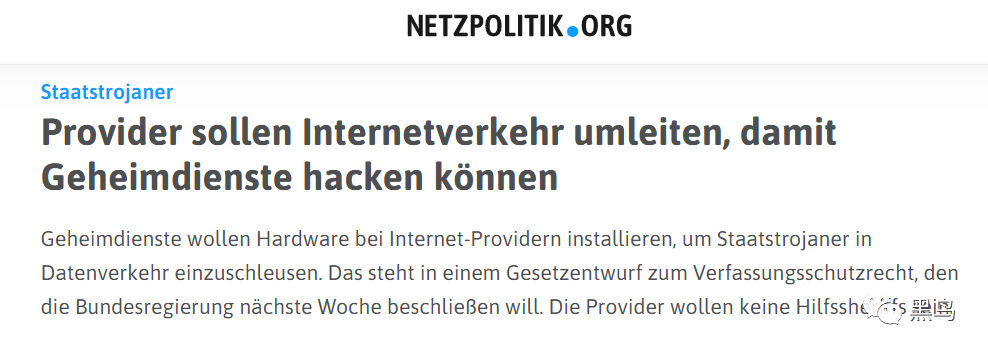 NETZPOLITIK.ORG
Staatstrojaner
Provider sollen Internetverkehr umleiten, damit
Geheimdienste hacken können
Geheimdienste wollen Hardware bei Internet-Providern installieren, um Staatstrojaner in
Datenverkehr einzuschleusen. Das steht in einem Gesetzentwurf zum Verfassungsschutzrecht, den
die Bundesregierung nächste Woche beschließen will. Die Provider wollen keine
黑鸟